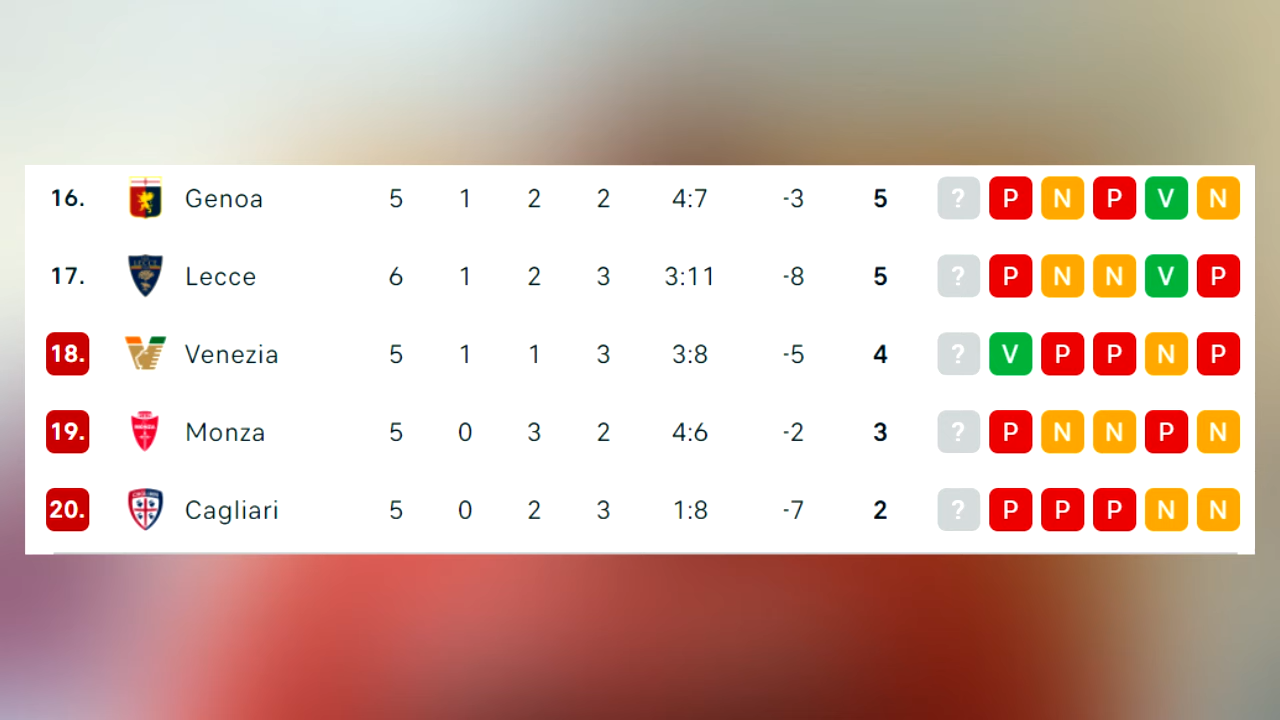 16. Genoa 5 1 2 2 4:7 -3 5 ? P N P V N
17. Lecce 6 1 2 3 3:11 -8 5 ? P N N V P
18. Venezia 5 1 1 3 3:8 -5 4 ? V P P N P
19. Monza 5 0 3 2 4:6 -2 3 ? P N N P N
20. Cagliari 5 0 2 3 1:8 -7 2 ? P P P N N